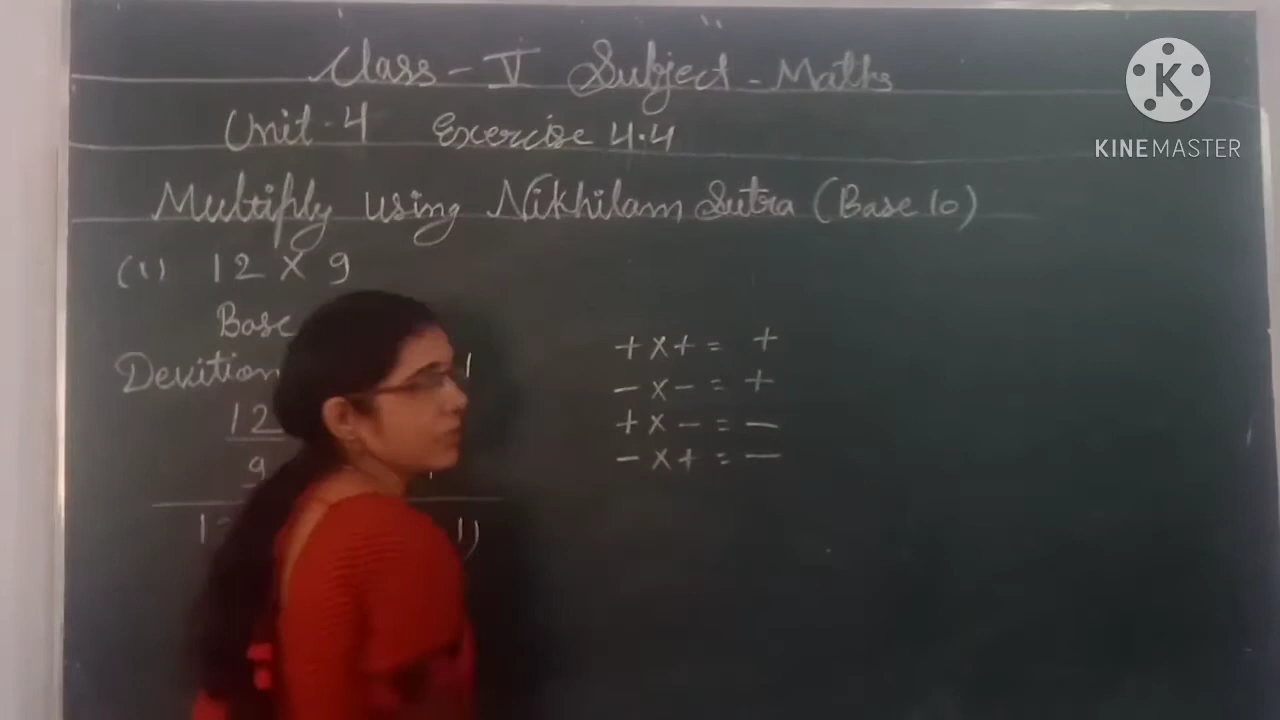 Class - V Subject - Maths
Unit-4 Exercise 4.4
Multiply using Nikhilam Sutra (Base 10)
(1) 12 X 9
Base
Devition
12
9
1)
+ x + = +
- x - = +
+ x - = -
- x + = -
K
KINEMASTER